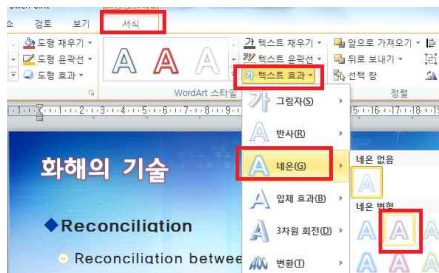 검토 보기 서식
도형 채우기 가 텍스트 채우기 앞으로 가져오기
도형 윤곽선 텍스트 윤곽선 뒤로 보내기
도형 효과 텍스트 효과 선택 창
WordArt 스타일 정렬
가 그림자(S)
반사(R)
네온(G)
입체 효과(B)
3차원 회전(D)
변환(T)
네온 없음
네온 변형
화해의 기술
Reconciliation
Reconciliation betwee